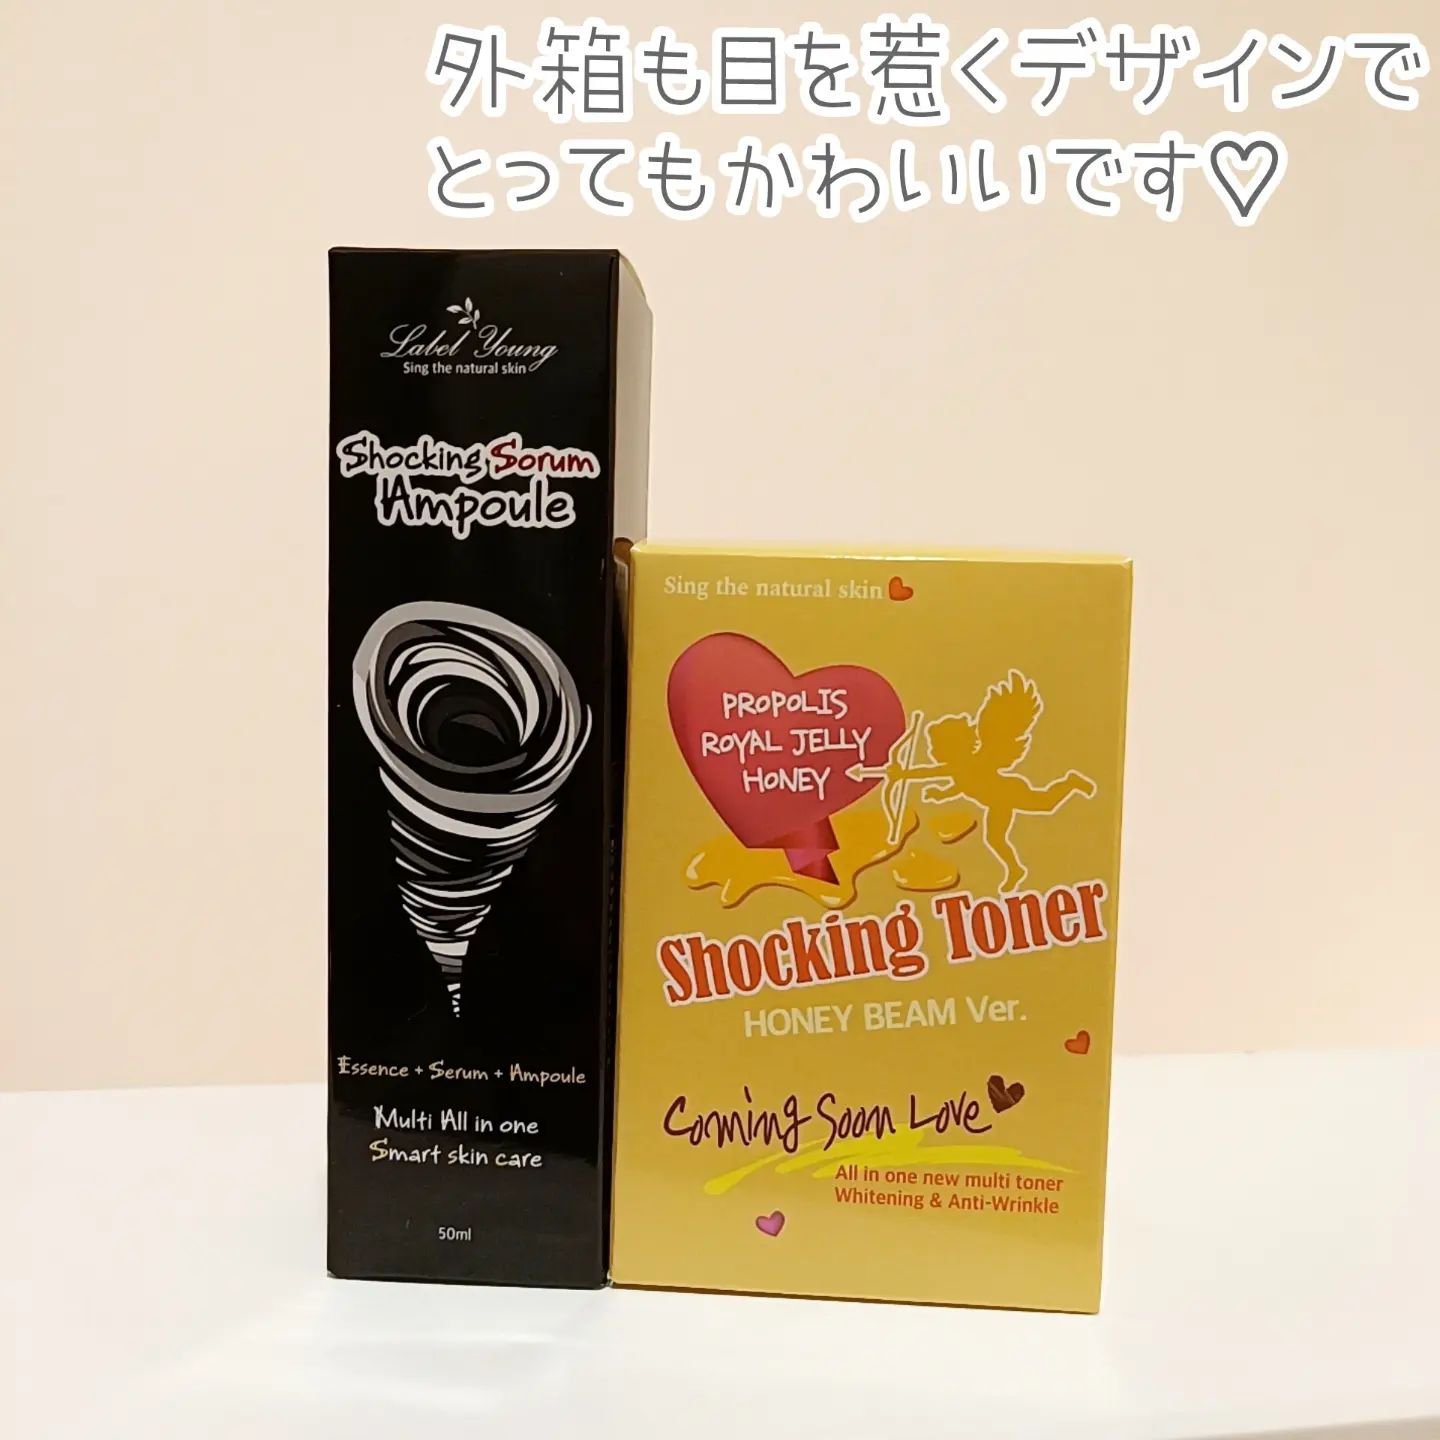 外箱も目を惹くデザインで
とってもかわいいです♡
Label Young
Sing the natural skin
Shocking Sorum
Ampoule
Essence + Serum + Ampoule
Multi All in one
Smart skin care
50ml
Sing the natural skin
PROPOLIS
ROYAL JELLY
HONEY
Shocking Toner
HONEY BEAM Ver.
Coming Soon Love
All in one new multi toner
Whitening & Anti-Wrinkle